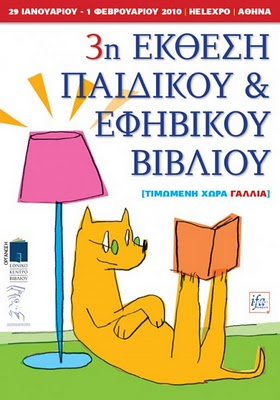 29 ΙΑΝΟΥΑΡΙΟΥ - 1 ΦΕΒΡΟΥΑΡΙΟΥ 2010 | HELEXPO | ΑΘΗΝΑ
3η ΕΚΘΕΣΗ
ΠΑΙΔΙΚΟΥ &
ΕΦΗΒΙΚΟΥ
ΒΙΒΛΙΟΥ
[ΤΙΜΩΜΕΝΗ ΧΩΡΑ ΓΑΛΛΙΑ]
ΟΡΓΑΝΩΣΗ
ΕΘΝΙΚΟ
ΚΕΝΤΡΟ
ΒΙΒΛΙΟΥ
ifa